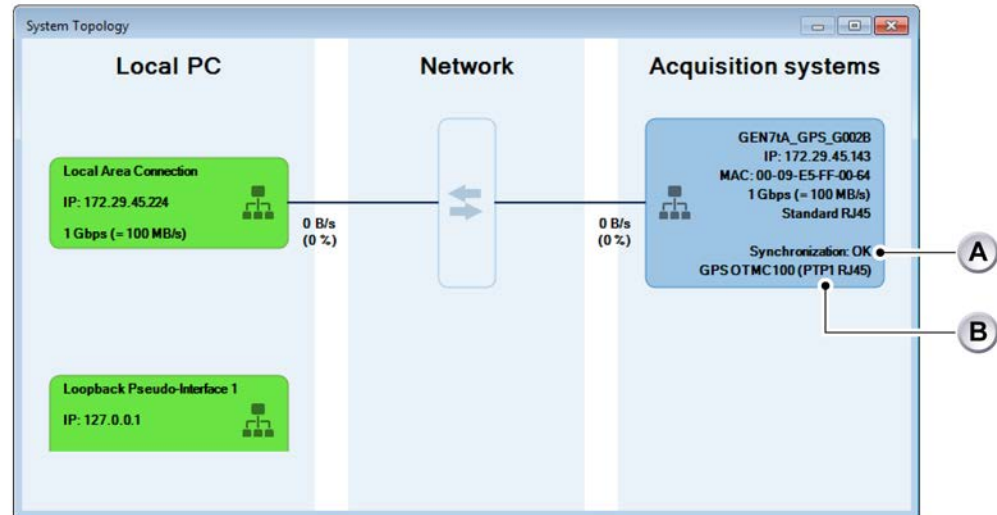 System Topology
Local PC
Network
Acquisition systems
Local Area Connection
IP: 172.29.45.224
1 Gbps (= 100 MB/s)
0 B/s
(0 %)
0 B/s
(0 %)
GEN7tA_GPS_G002B
IP: 172.29.45.143
MAC: 00-09-E5-FF-00-64
1 Gbps (= 100 MB/s)
Standard RJ45
Synchronization: OK
GPS OTMC100 (PTP1 RJ45)
A
B
Loopback Pseudo-Interface 1
IP: 127.0.0.1